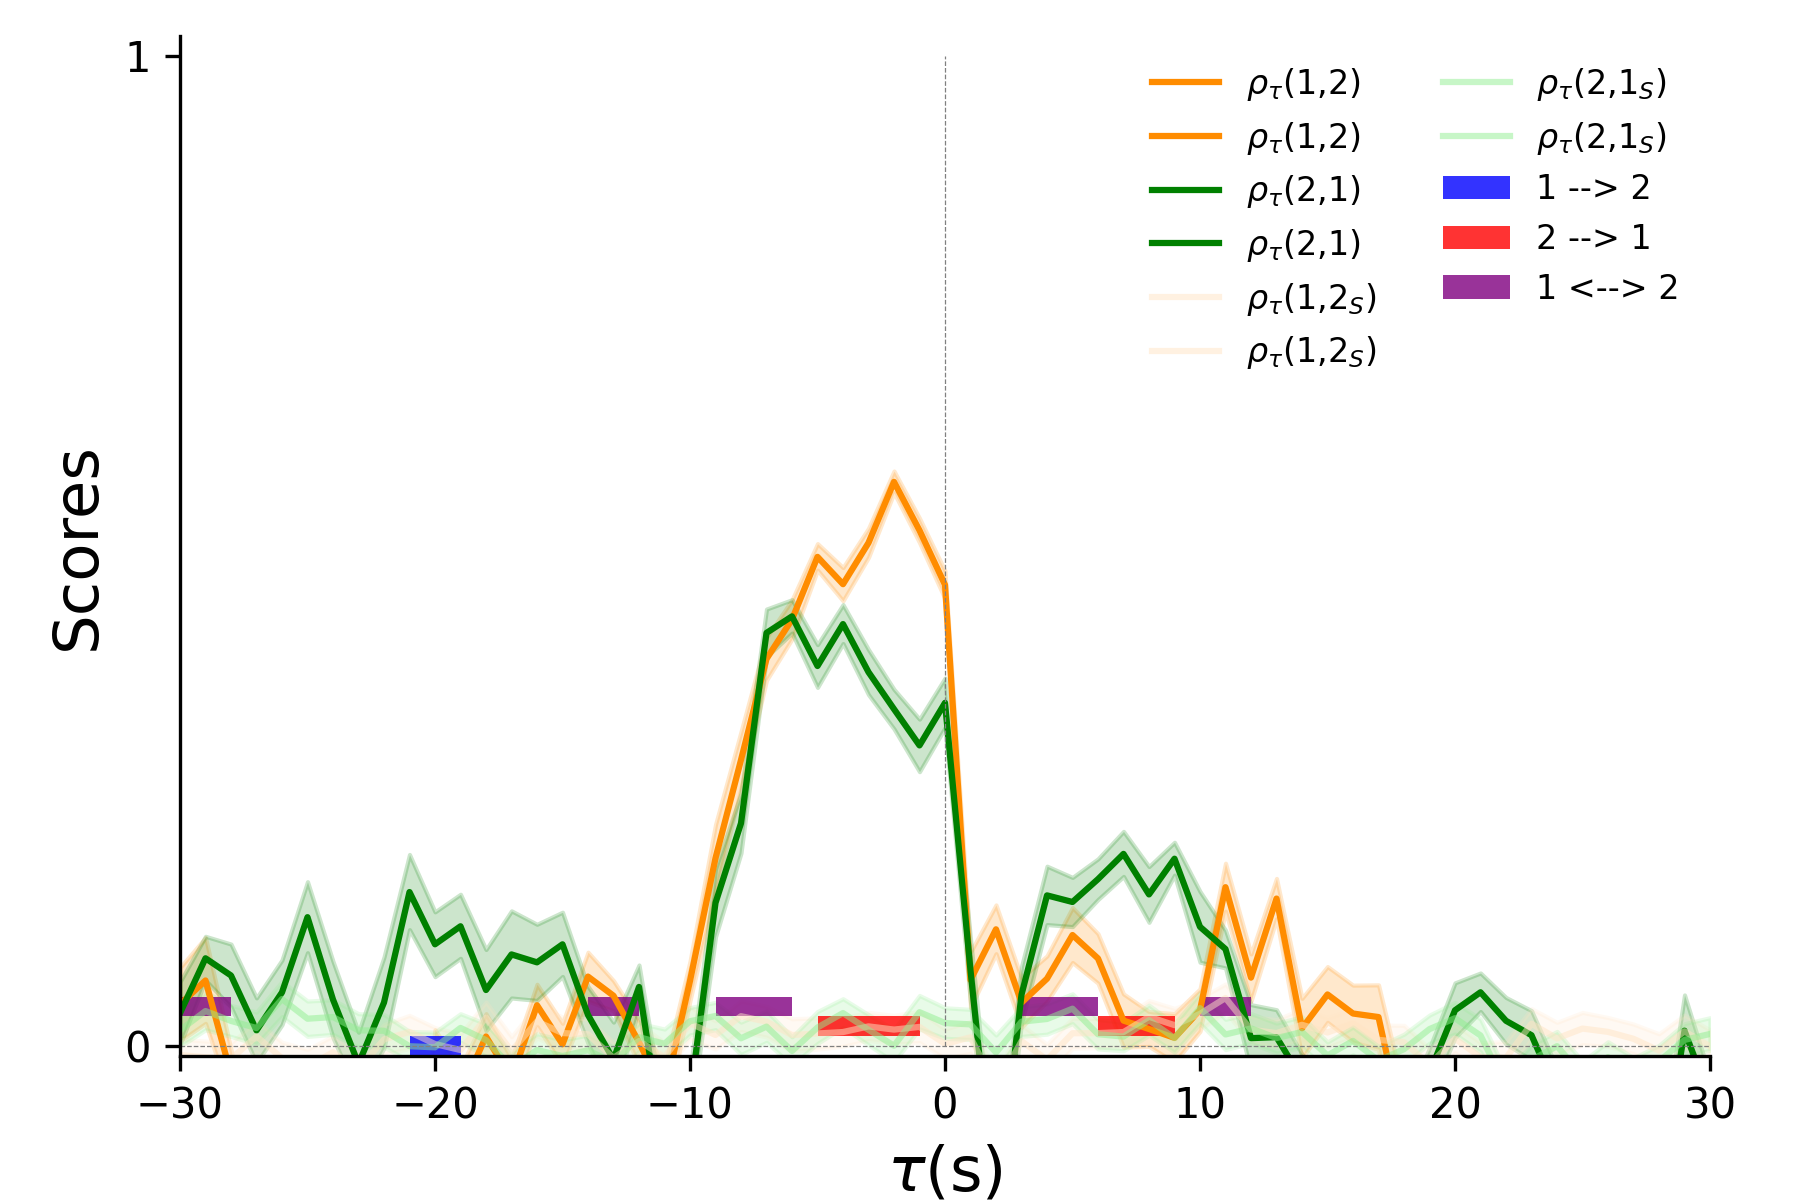 1
0
Scores
−30 −20 −10 0 10 20 30
τ(s)
ρτ(1,2)
ρτ(1,2)
ρτ(2,1)
ρτ(2,1)
ρτ(1,2S)
ρτ(1,2S)
ρτ(2,1S)
ρτ(2,1S)
1 --> 2
2 --> 1
1 <--> 2